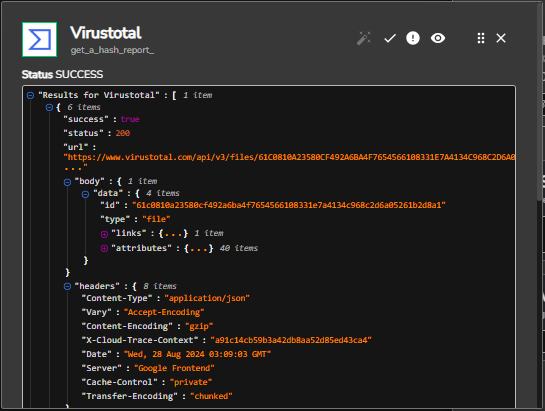 Virustotal
get_a_hash_report_
Status SUCCESS
"Results for Virustotal" : [ 1 item
{ 6 items
"success" : true
"status" : 200
"url" :
"https://www.virustotal.com/api/v3/files/61C0810A23580CF492A6BA4F7654566108331E7A4134C968C2D6A0
..."
"body" : { 1 item
"data" : { 4 items
"id" : "61c0810a23580cf492a6ba4f7654566108331e7a4134c968c2d6a05261b2d8a1"
"type" : "file"
"links" : {...} 1 item
"attributes" : {...} 40 items
}
}
"headers" : { 8 items
"Content-Type" : "application/json"
"Vary" : "Accept-Encoding"
"Content-Encoding" : "gzip"
"X-Cloud-Trace-Context" : "a91c14cb59b3a42db8aa52d85ed43ca4"
"Date" : "Wed, 28 Aug 2024 03:09:03 GMT"
"Server" : "Google Frontend"
"Cache-Control" : "private"
"Transfer-Encoding" : "chunked"
}